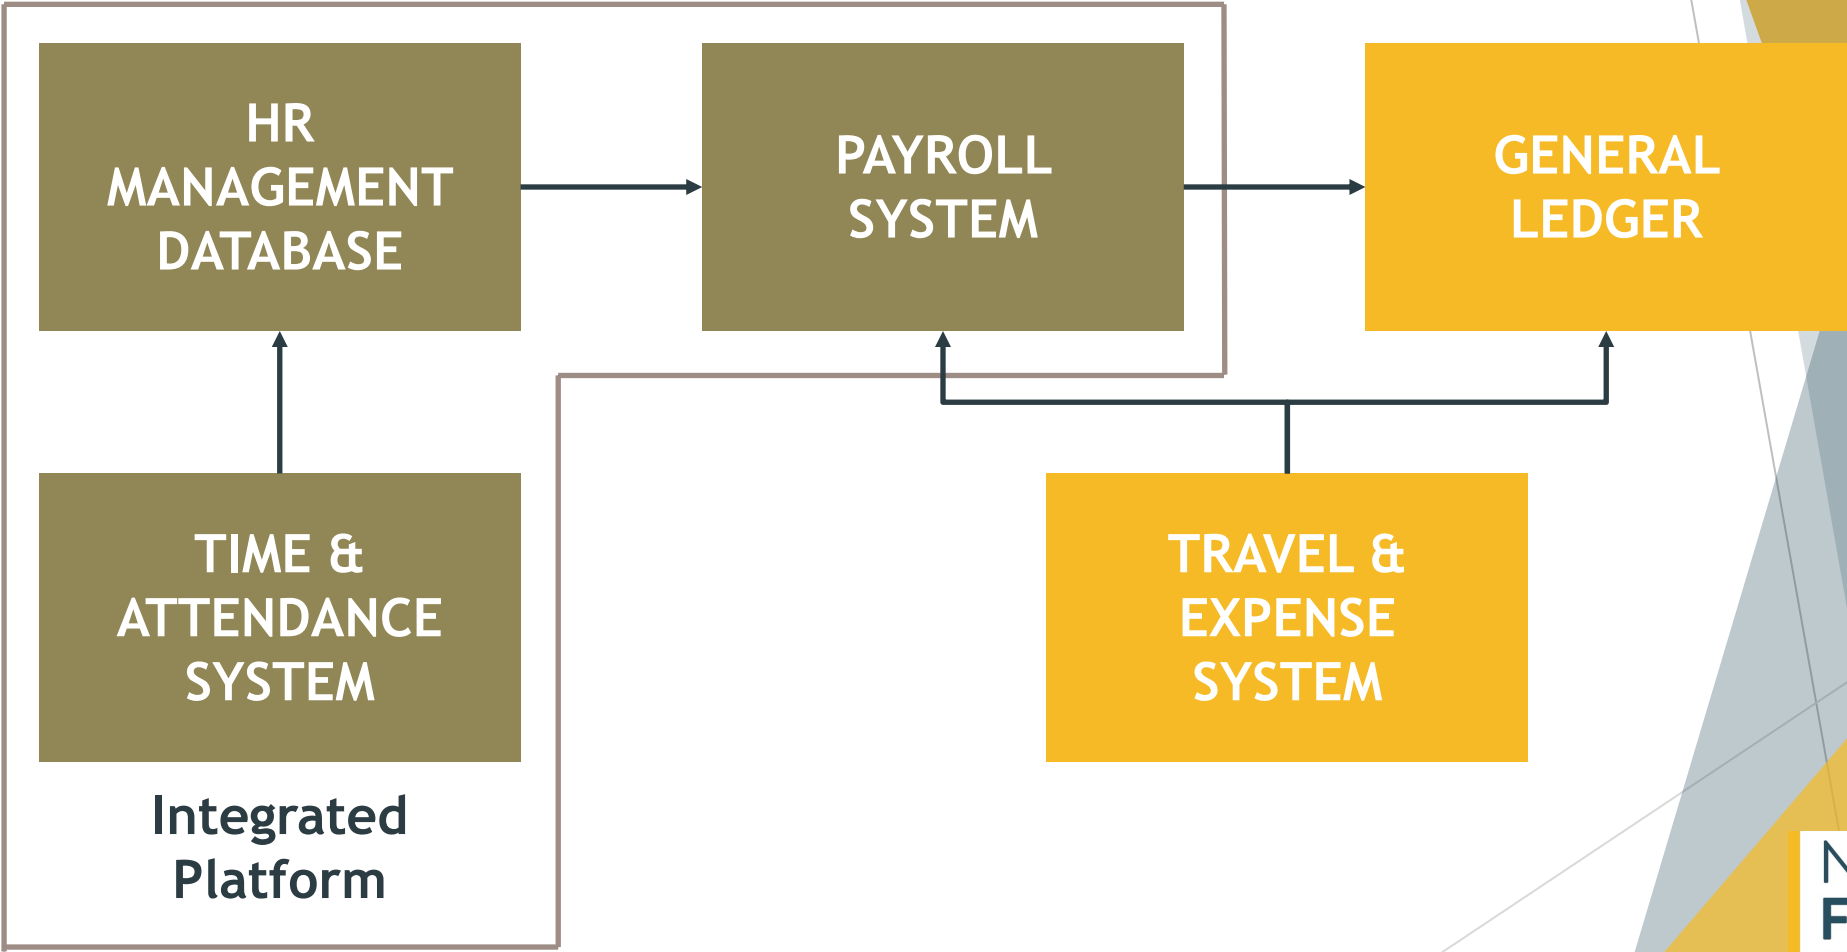 HR
MANAGEMENT
DATABASE
PAYROLL
SYSTEM
GENERAL
LEDGER
TIME &
ATTENDANCE
SYSTEM
TRAVEL &
EXPENSE
SYSTEM
Integrated
Platform